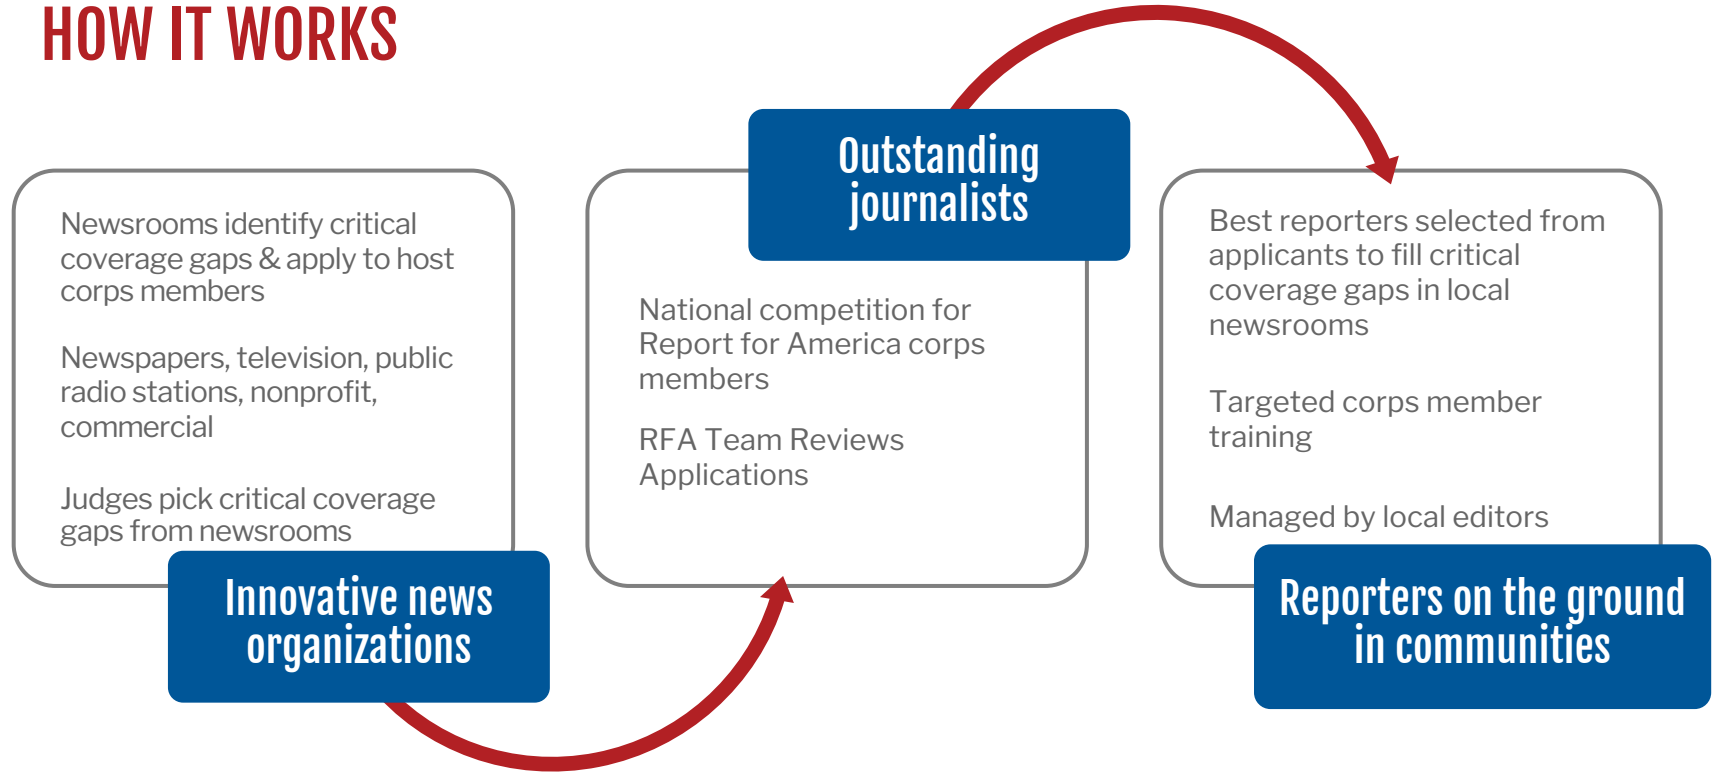 HOW IT WORKS
Newsrooms identify critical
coverage gaps & apply to host
corps members
Newspapers, television, public
radio stations, nonprofit,
commercial
Judges pick critical coverage
gaps from newsrooms
Innovative news
organizations
Outstanding
journalists
National competition for
Report for America corps
members
RFA Team Reviews
Applications
Best reporters selected from
applicants to fill critical
coverage gaps in local
newsrooms
Targeted corps member
training
Managed by local editors
Reporters on the ground
in communities